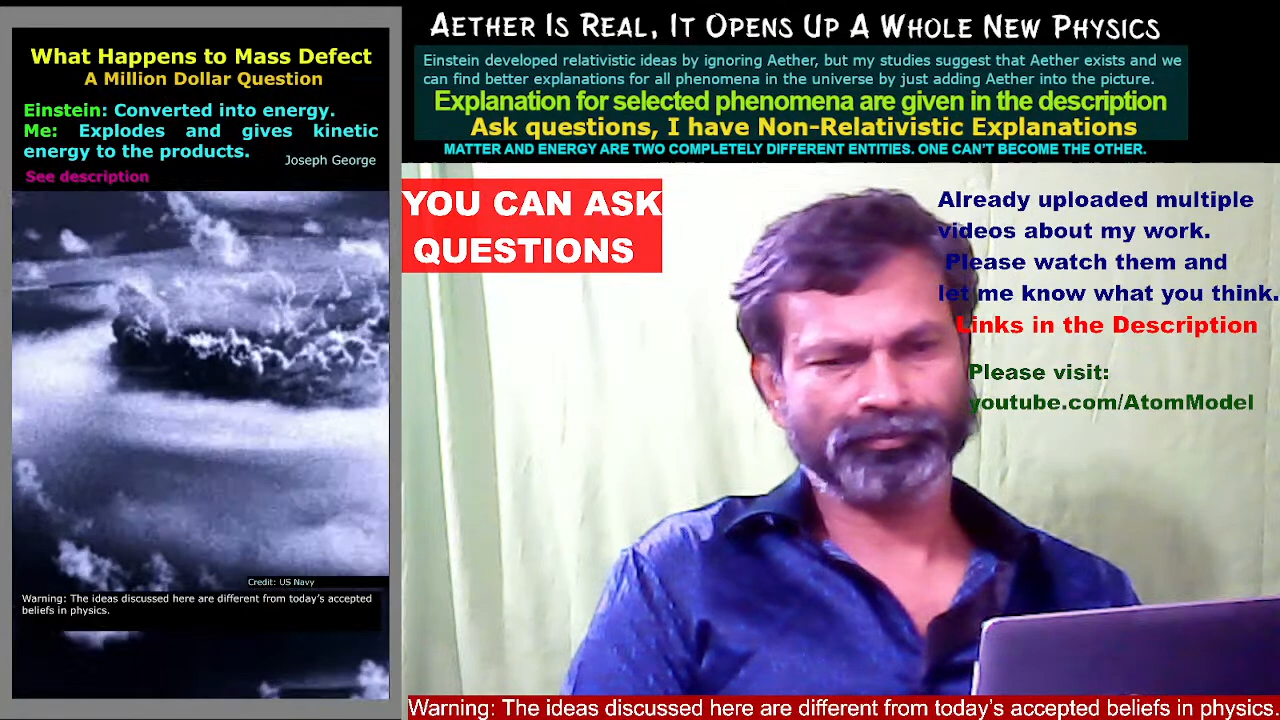 What Happens to Mass Defect
A Million Dollar Question
Einstein: Converted into energy.
Me: Explodes and gives kinetic
energy to the products.
Joseph George
See description
Credit: US Navy
Warning: The ideas discussed here are different from today's accepted
beliefs in physics.
AETHER IS REAL, IT OPENS UP A WHOLE NEW PHYSICS
Einstein developed relativistic ideas by ignoring Aether, but my studies suggest that Aether exists and we
can find better explanations for all phenomena in the universe by just adding Aether into the picture.
Explanation for selected phenomena are given in the description
Ask questions, I have Non-Relativistic Explanations
MATTER AND ENERGY ARE TWO COMPLETELY DIFFERENT ENTITIES. ONE CAN'T BECOME THE OTHER.
YOU CAN ASK
QUESTIONS
Already uploaded multiple
videos about my work.
Please watch them and
let me know what you think.
Links in the Description
Please visit:
youtube.com/AtomModel
Warning: The ideas discussed here are different from today's accepted beliefs in physics.